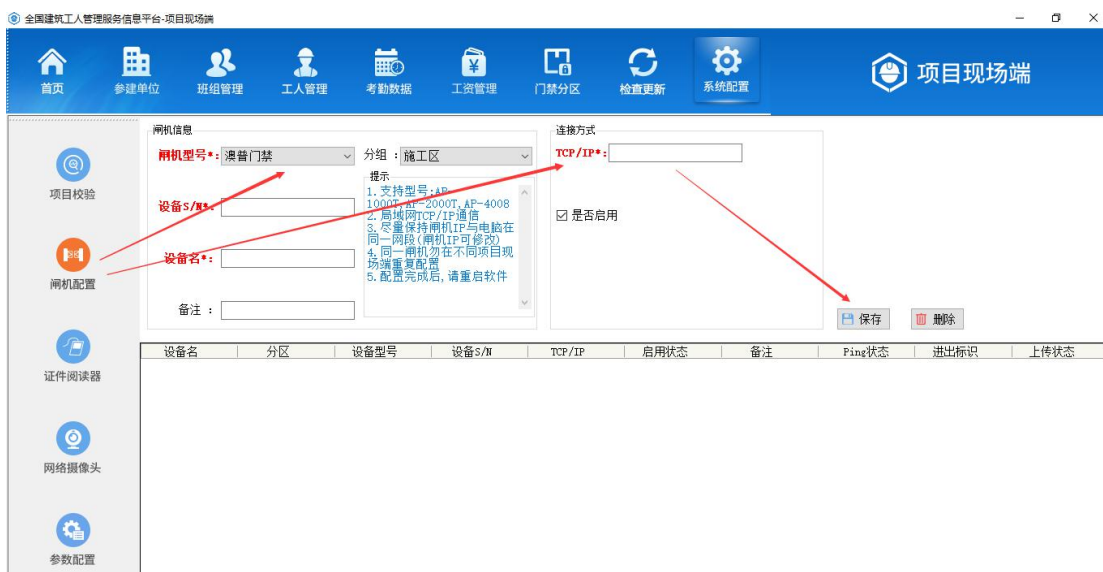 全国建筑工人管理服务信息平台-项目现场端
首页
参建单位
班组管理
工人管理
考勤数据
工资管理
门禁分区
检查更新
系统配置
项目现场端
项目校验
闸机配置
证件阅读器
网络摄像头
参数配置
闸机信息
闸机型号*: 澳普门禁
分组 : 施工区
设备S/N*:
设备名*:
备注 :
提示
1.支持型号:AP-
1000T,AP-2000T,AP-4008
2.局域网TCP/IP通信
3.尽量保持闸机IP与电脑在
同一网段(闸机IP可修改)
4.同一闸机勿在不同项目现
场端重复配置
5.配置完成后,请重启软件
连接方式
TCP/IP*:
是否启用
保存
删除
设备名 分区 设备型号 设备S/N TCP/IP 启用状态 备注 Ping状态 进出标识 上传状态